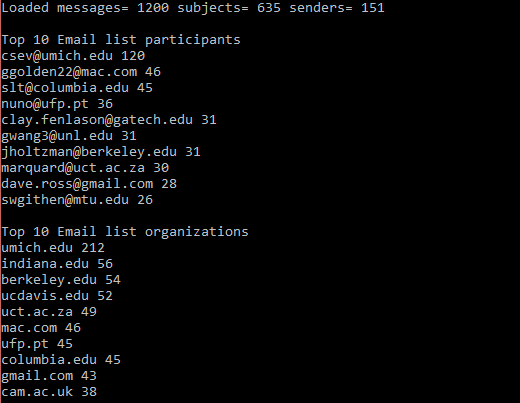 Loaded messages= 1200 subjects= 635 senders= 151
Top 10 Email list participants
csev@umich.edu 120
ggolden22@mac.com 46
slt@columbia.edu 45
nuno@ufp.pt 36
clay.fenlason@gatech.edu 31
gwang3@unl.edu 31
jholtzman@berkeley.edu 31
marquard@uct.ac.za 30
dave.ross@gmail.com 28
swgithen@mtu.edu 26
Top 10 Email list organizations
umich.edu 212
indiana.edu 56
berkeley.edu 54
ucdavis.edu 52
uct.ac.za 49
mac.com 46
ufp.pt 45
columbia.edu 45
gmail.com 43
cam.ac.uk 38